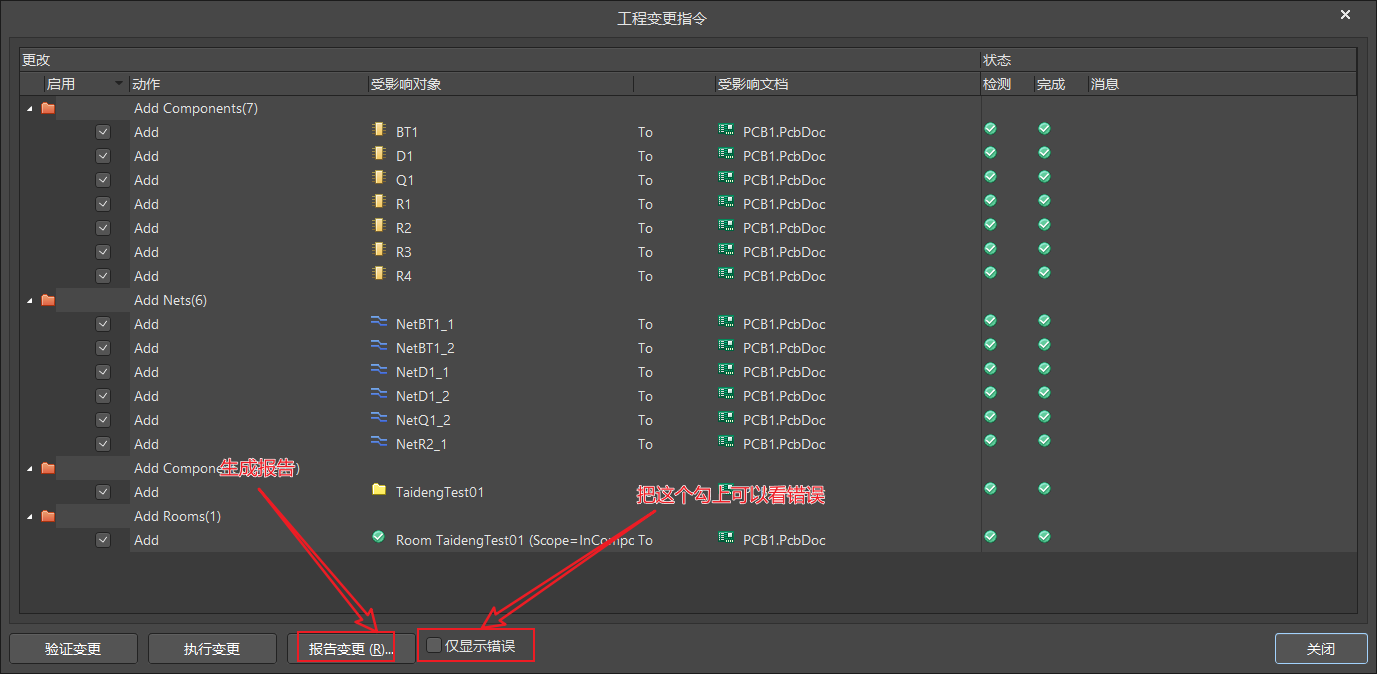 工程变更指令
更改 状态
启用 动作 受影响对象 受影响文档 检测 完成 消息
Add Components(7)
Add BT1 To PCB1.PcbDoc
Add D1 To PCB1.PcbDoc
Add Q1 To PCB1.PcbDoc
Add R1 To PCB1.PcbDoc
Add R2 To PCB1.PcbDoc
Add R3 To PCB1.PcbDoc
Add R4 To PCB1.PcbDoc
Add Nets(6)
Add NetBT1_1 To PCB1.PcbDoc
Add NetBT1_2 To PCB1.PcbDoc
Add NetD1_1 To PCB1.PcbDoc
Add NetD1_2 To PCB1.PcbDoc
Add NetQ1_2 To PCB1.PcbDoc
Add NetR2_1 To PCB1.PcbDoc
Add
生成报告
Add TaidengTest01
把这个勾上可以看错误
Add Rooms(1)
Add Room TaidengTest01 (Scope=InCompc To PCB1.PcbDoc
验证变更 执行变更 报告变更 (R)... 仅显示错误 关闭